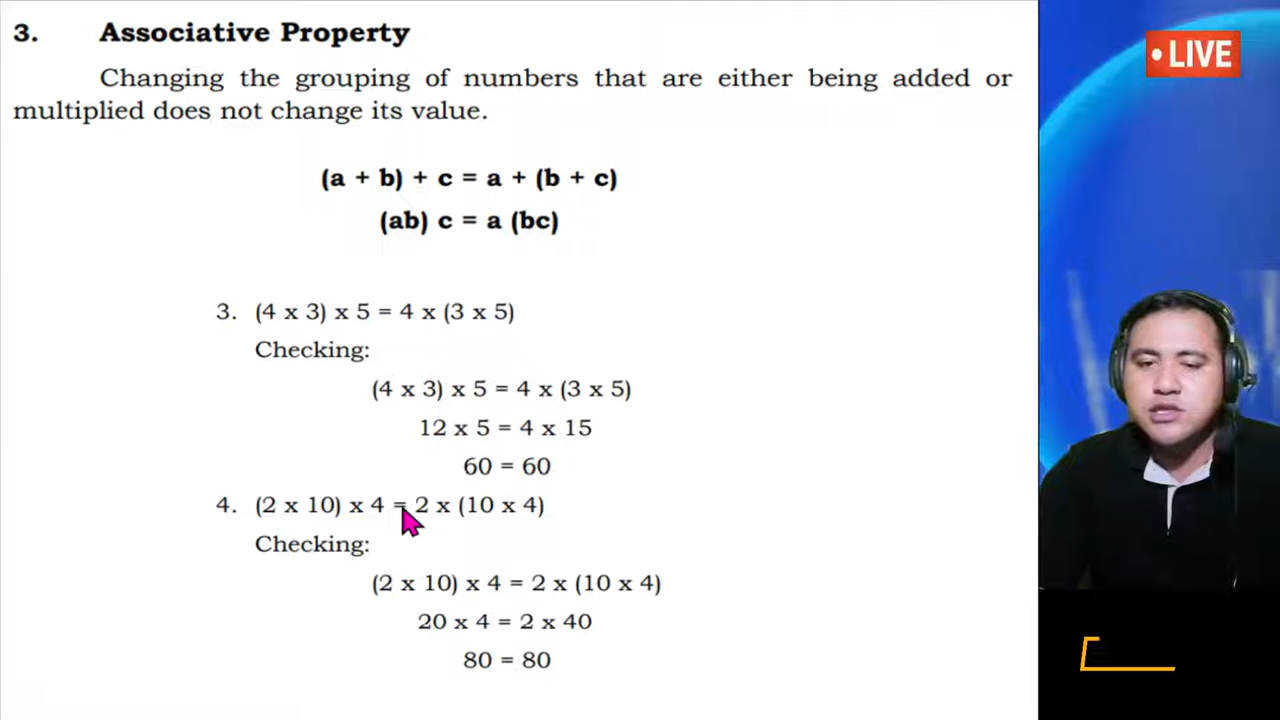 3. Associative Property
Changing the grouping of numbers that are either being added or
multiplied does not change its value.
(a + b) + c = a + (b + c)
(ab) c = a (bc)
3. (4 x 3) x 5 = 4 x (3 x 5)
Checking:
(4 x 3) x 5 = 4 x (3 x 5)
12 x 5 = 4 x 15
60 = 60
4. (2 x 10) x 4 = 2 x (10 x 4)
Checking:
(2 x 10) x 4 = 2 x (10 x 4)
20 x 4 = 2 x 40
80 = 80
• LIVE